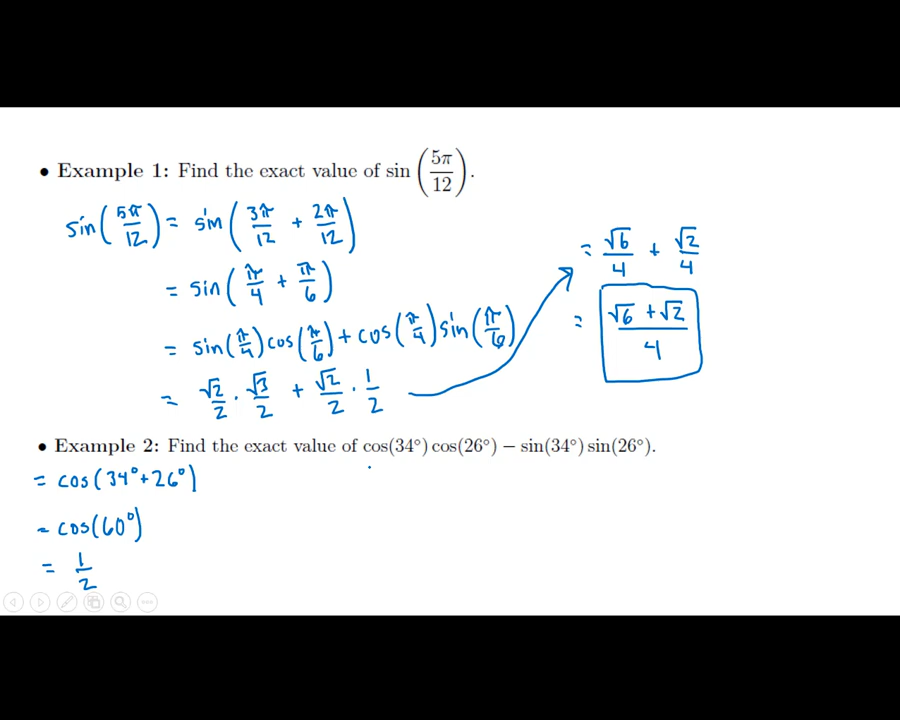 • Example 1: Find the exact value of sin(5π/12).
sin(5π/12) = sin(3π/12 + 2π/12)
= sin(π/4 + π/6)
= sin(π/4)cos(π/6) + cos(π/4)sin(π/6)
= √2/2 · √3/2 + √2/2 · 1/2
= √6/4 + √2/4
= (√6 + √2)/4
• Example 2: Find the exact value of cos(34°) cos(26°) − sin(34°) sin(26°).
= cos(34° + 26°)
= cos(60°)
= 1/2